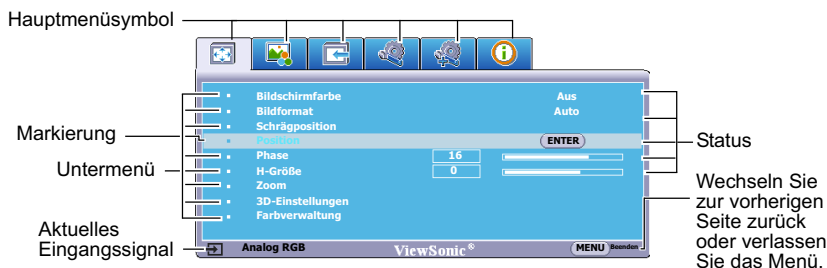 Hauptmenüsymbol
Bildschirmfarbe Aus
Bildformat Auto
Schrägposition
Markierung
Position ENTER
Status
Phase 16
Untermenü
H-Größe 0
Zoom
3D-Einstellungen
Farbverwaltung
Wechseln Sie
zur vorherigen
Seite zurück
oder verlassen
Sie das Menü.
Aktuelles
Eingangssignal
Analog RGB ViewSonic® MENU Beenden